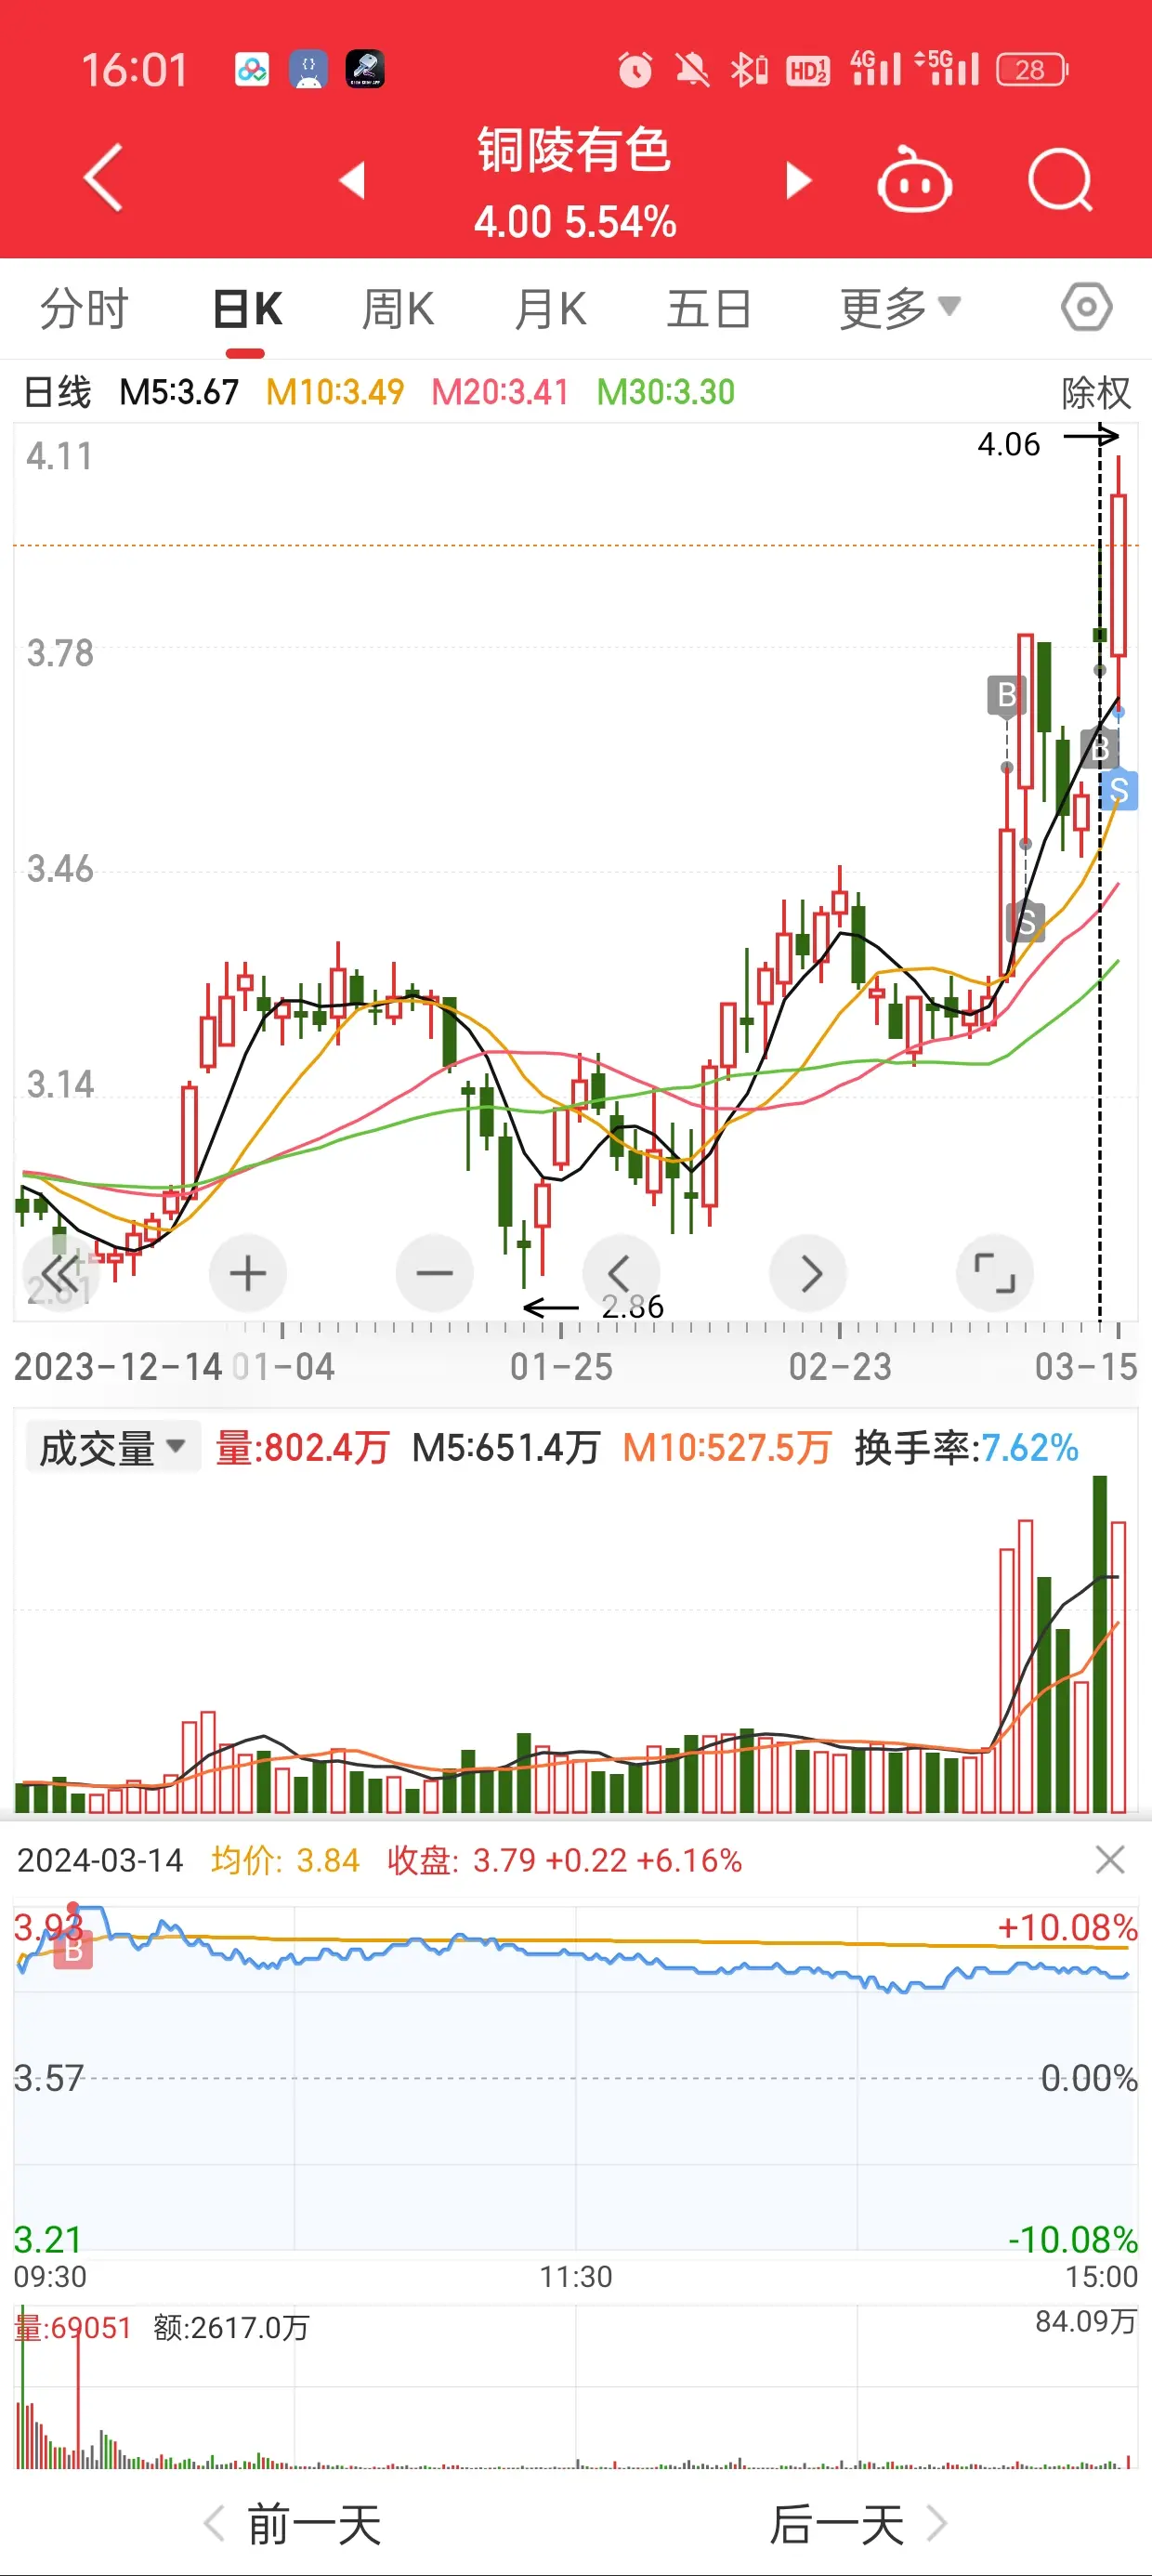 16:01 HD 1 2 4G 5G 28
铜陵有色
4.00 5.54%
分时 日K 周K 月K 五日 更多
日线 M5:3.67 M10:3.49 M20:3.41 M30:3.30 除权
4.11
4.06
3.78
B
B
S
3.46
S
3.14
2.86
2023-12-14 01-04 01-25 02-23 03-15
成交量 量:802.4万 M5:651.4万 M10:527.5万 换手率:7.62%
2024-03-14 均价: 3.84 收盘: 3.79 +0.22 +6.16%
3.93 +10.08%
B
3.57 0.00%
3.21 -10.08%
09:30 11:30 15:00
量:69051 额:2617.0万 84.09万
前一天 后一天